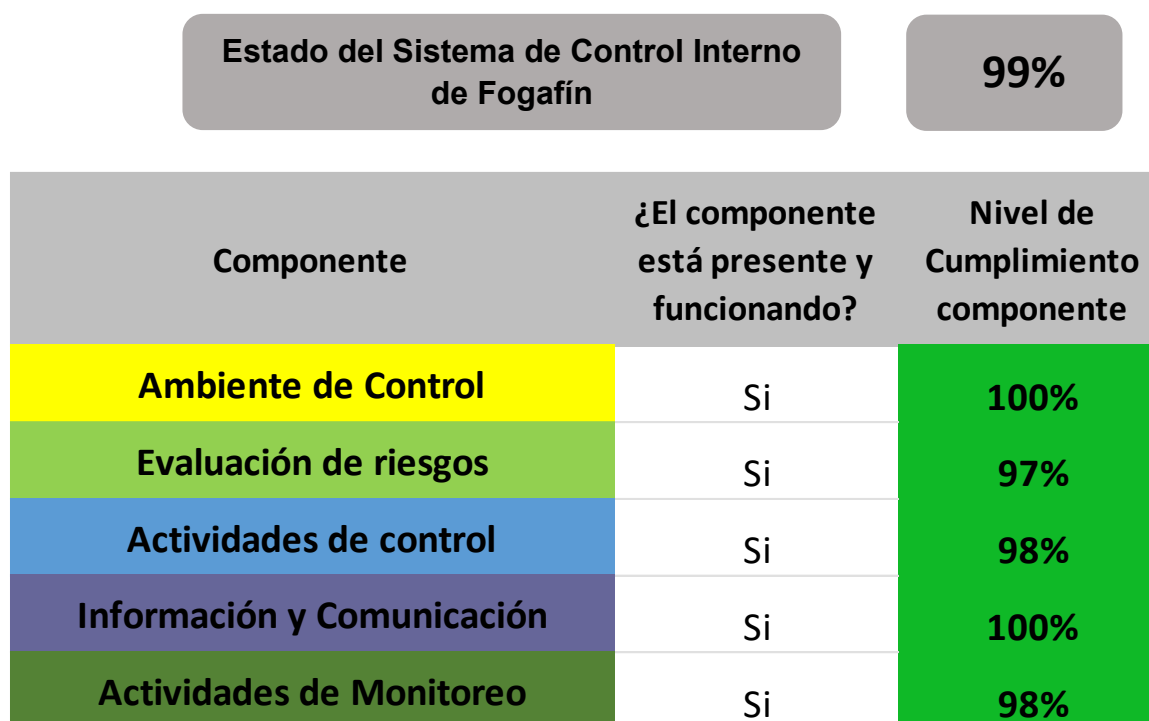 Estado del Sistema de Control Interno
de Fogafín
99%
Componente
¿El componente
está presente y
funcionando?
Nivel de
Cumplimiento
componente
Ambiente de Control
Si
100%
Evaluación de riesgos
Si
97%
Actividades de control
Si
98%
Información y Comunicación
Si
100%
Actividades de Monitoreo
Si
98%